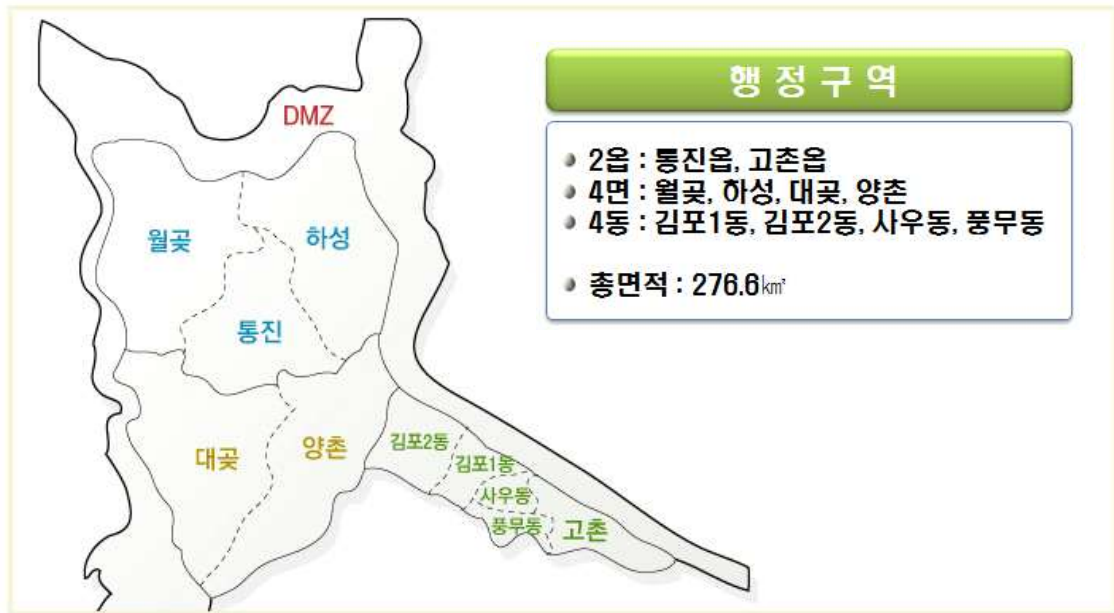 DMZ
월곶
하성
통진
대곶
양촌
김포2동
김포1동
사우동
풍무동
고촌
행 정 구 역
2읍 : 통진읍, 고촌읍
4면 : 월곶, 하성, 대곶, 양촌
4동 : 김포1동, 김포2동, 사우동, 풍무동
총면적 : 276.6㎢